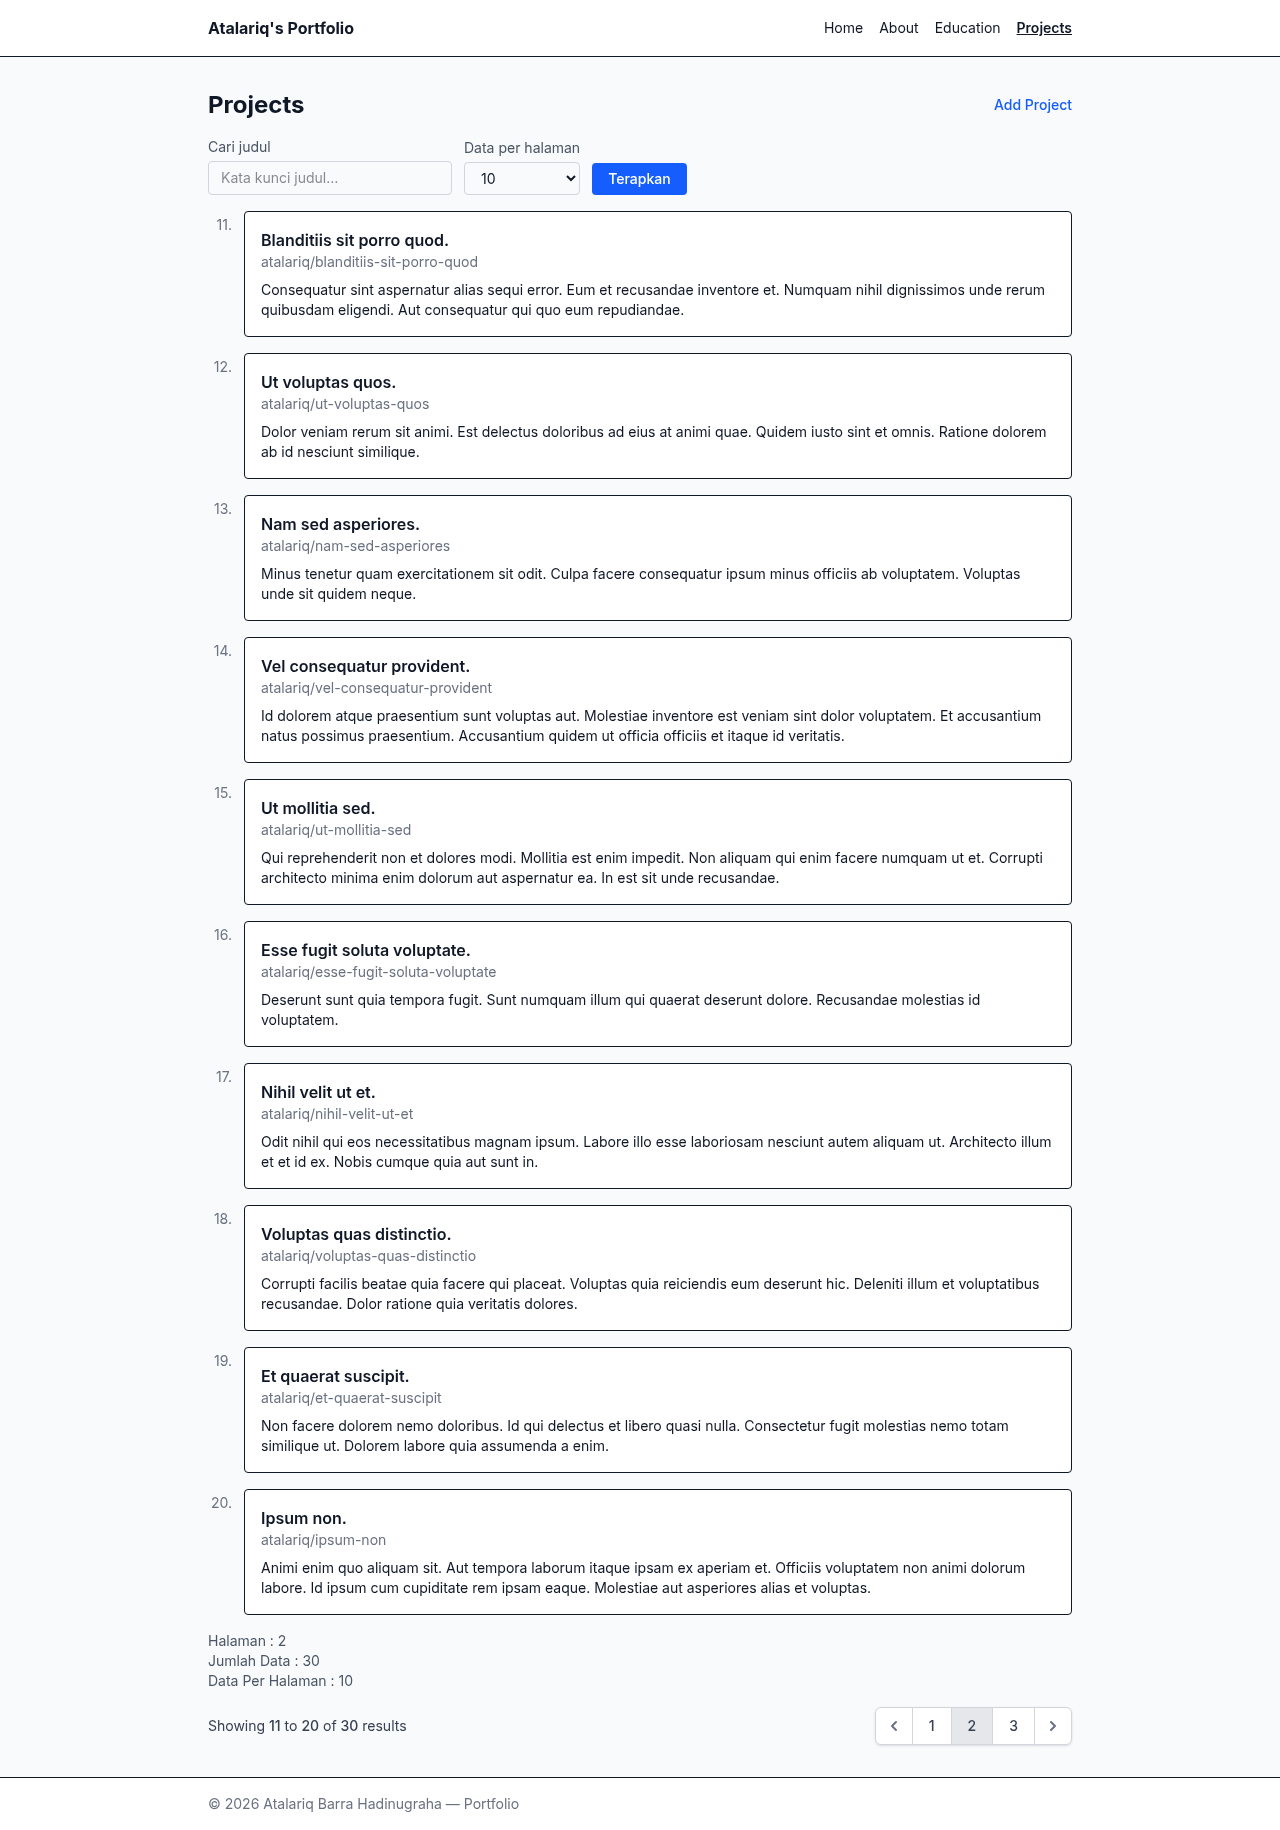 Atalariq's Portfolio
Home About Education Projects
Projects
Add Project
Cari judul
Data per halaman
Kata kunci judul...
10
Terapkan
11.
Blanditiis sit porro quod.
atalariq/blanditiis-sit-porro-quod
Consequatur sint aspernatur alias sequi error. Eum et recusandae inventore et. Numquam nihil dignissimos unde rerum
quibusdam eligendi. Aut consequatur qui quo eum repudiandae.
12.
Ut voluptas quos.
atalariq/ut-voluptas-quos
Dolor veniam rerum sit animi. Est delectus doloribus ad eius at animi quae. Quidem iusto sint et omnis. Ratione dolorem
ab id nesciunt similique.
13.
Nam sed asperiores.
atalariq/nam-sed-asperiores
Minus tenetur quam exercitationem sit odit. Culpa facere consequatur ipsum minus officiis ab voluptatem. Voluptas
unde sit quidem neque.
14.
Vel consequatur provident.
atalariq/vel-consequatur-provident
Id dolorem atque praesentium sunt voluptas aut. Molestiae inventore est veniam sint dolor voluptatem. Et accusantium
natus possimus praesentium. Accusantium quidem ut officia officiis et itaque id veritatis.
15.
Ut mollitia sed.
atalariq/ut-mollitia-sed
Qui reprehenderit non et dolores modi. Mollitia est enim impedit. Non aliquam qui enim facere numquam ut et. Corrupti
architecto minima enim dolorum aut aspernatur ea. In est sit unde recusandae.
16.
Esse fugit soluta voluptate.
atalariq/esse-fugit-soluta-voluptate
Deserunt sunt quia tempora fugit. Sunt numquam illum qui quaerat deserunt dolore. Recusandae molestias id
voluptatem.
17.
Nihil velit ut et.
atalariq/nihil-velit-ut-et
Odit nihil qui eos necessitatibus magnam ipsum. Labore illo esse laboriosam nesciunt autem aliquam ut. Architecto illum
et et id ex. Nobis cumque quia aut sunt in.
18.
Voluptas quas distinctio.
atalariq/voluptas-quas-distinctio
Corrupti facilis beatae quia facere qui placeat. Voluptas quia reiciendis eum deserunt hic. Deleniti illum et voluptatibus
recusandae. Dolor ratione quia veritatis dolores.
19.
Et quaerat suscipit.
atalariq/et-quaerat-suscipit
Non facere dolorem nemo doloribus. Id qui delectus et libero quasi nulla. Consectetur fugit molestias nemo totam
similique ut. Dolorem labore quia assumenda a enim.
20.
Ipsum non.
atalariq/ipsum-non
Animi enim quo aliquam sit. Aut tempora laborum itaque ipsam ex aperiam et. Officiis voluptatem non animi dolorum
labore. Id ipsum cum cupiditate rem ipsam eaque. Molestiae aut asperiores alias et voluptas.
Halaman : 2
Jumlah Data : 30
Data Per Halaman : 10
Showing 11 to 20 of 30 results
1 2 3
© 2026 Atalariq Barra Hadinugraha — Portfolio